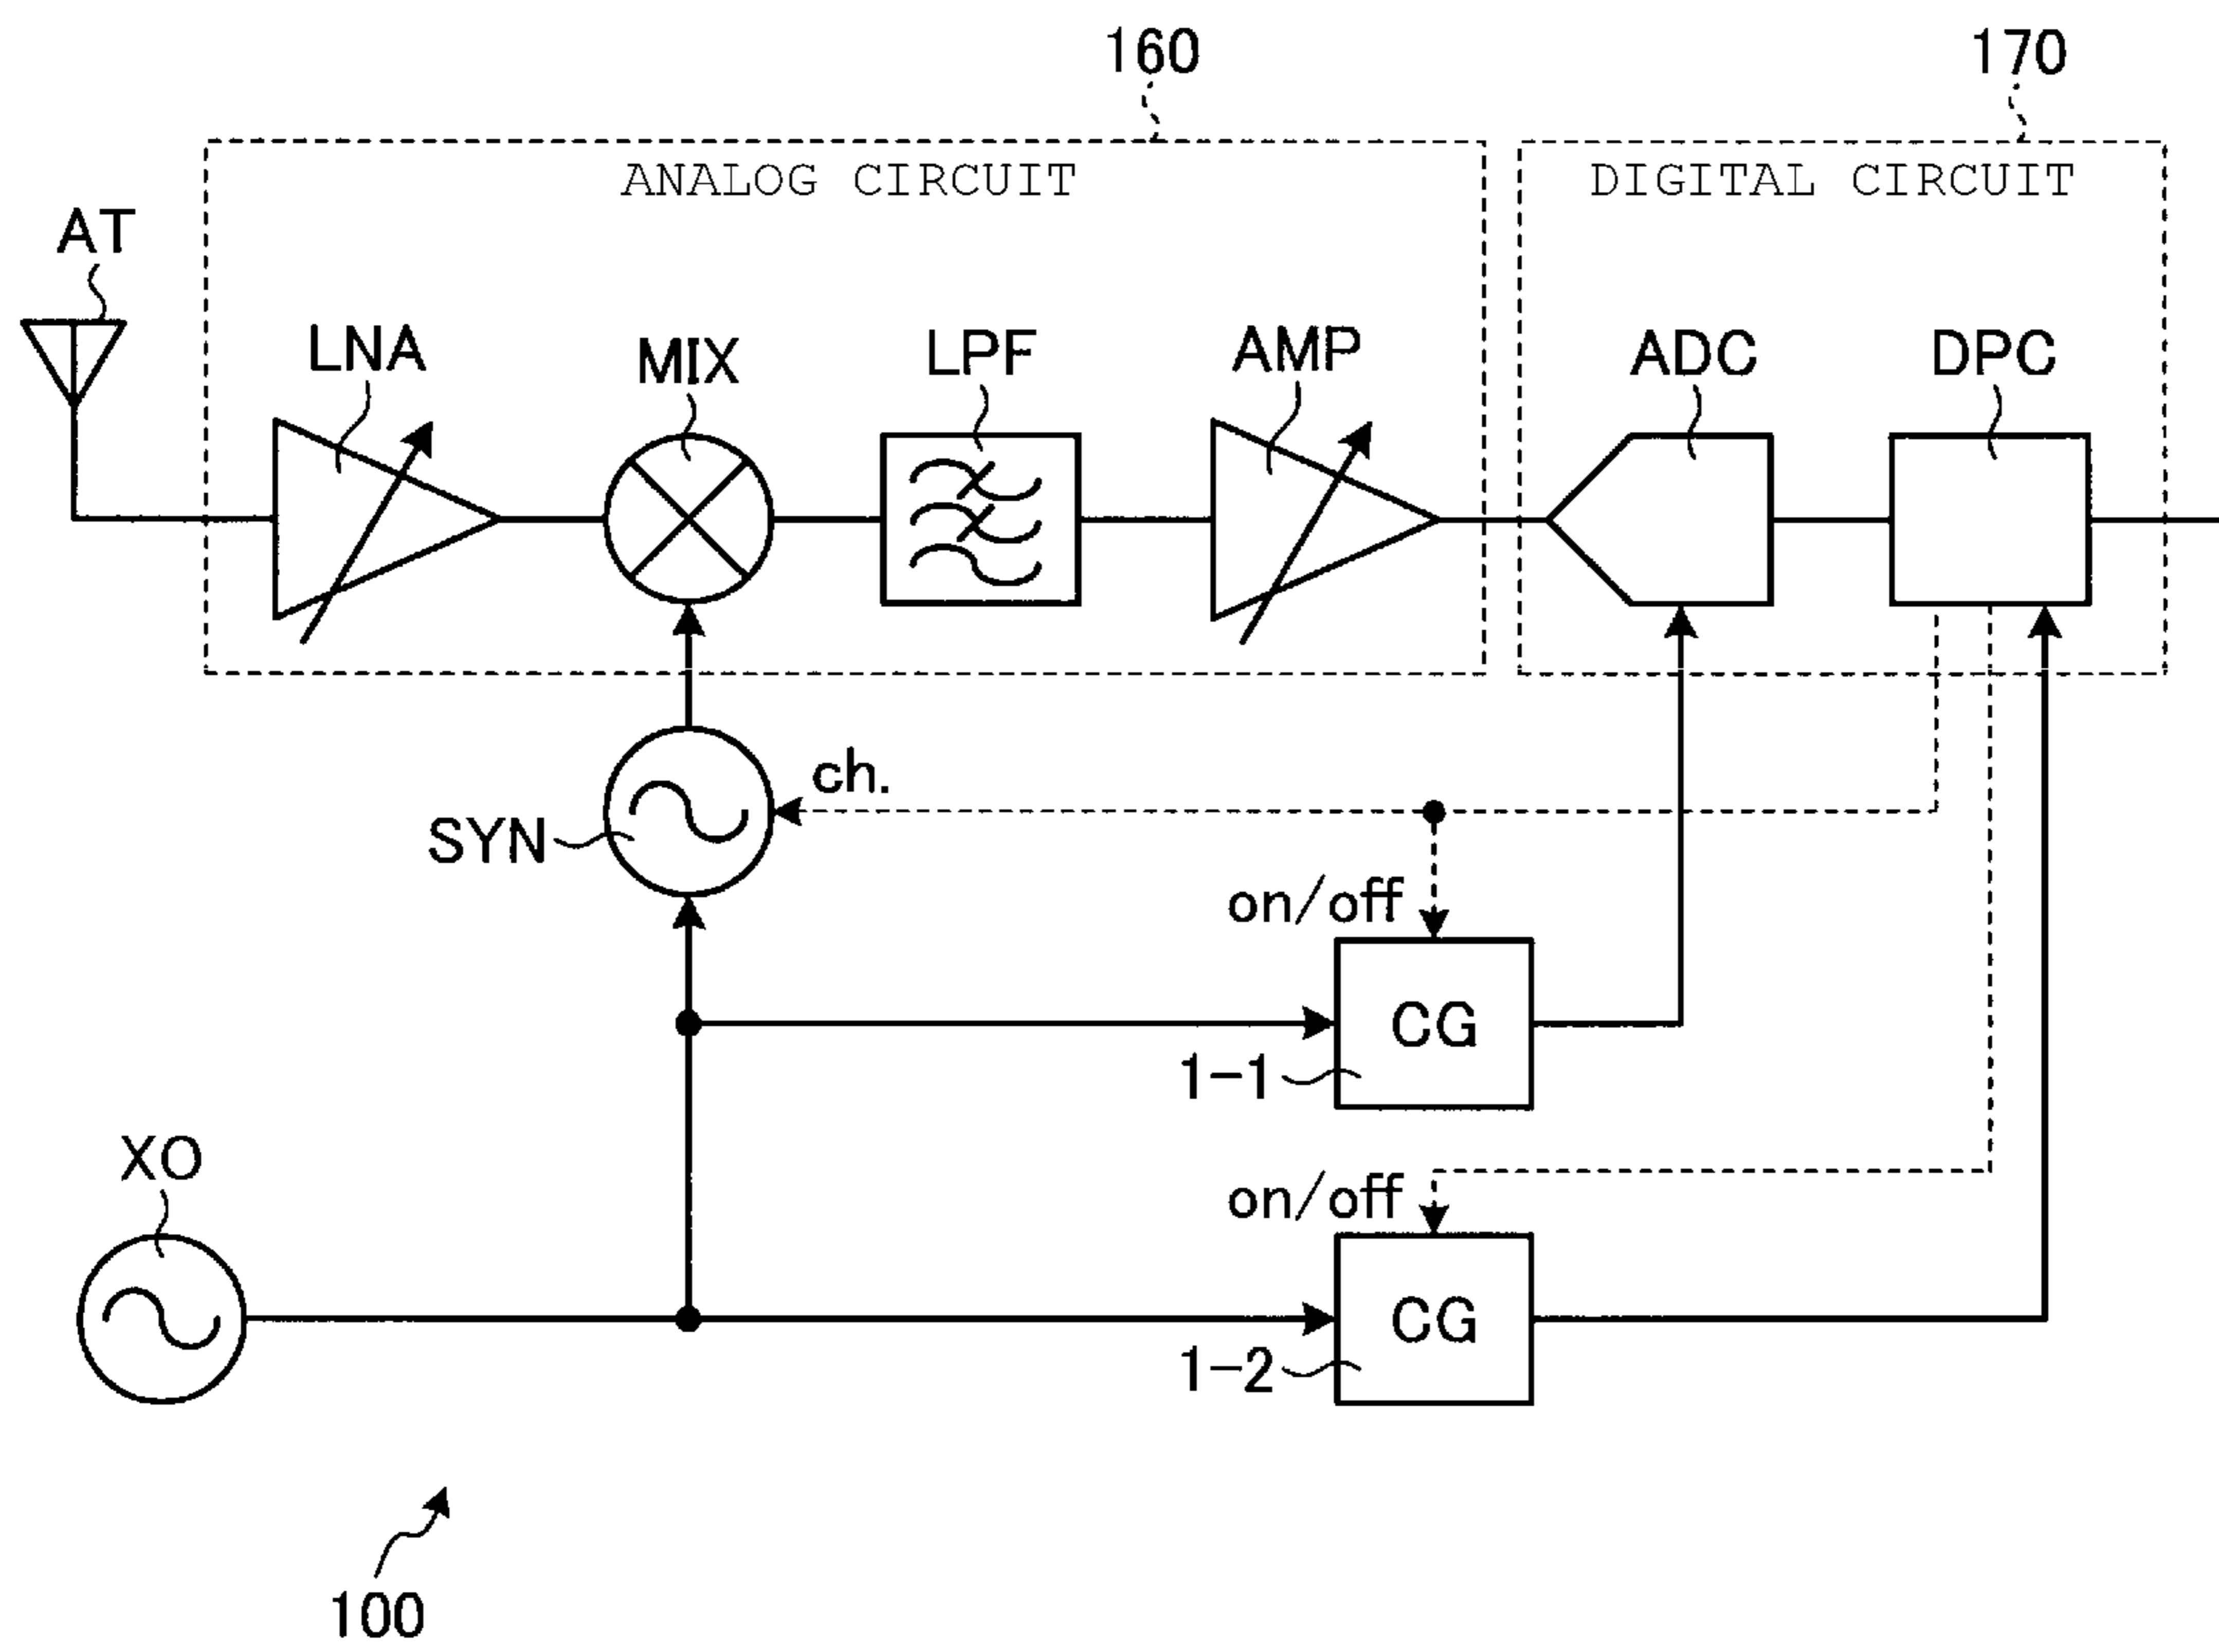 160
170
ANALOG CIRCUIT
DIGITAL CIRCUIT
AT
LNA
MIX
LPF
AMP
ADC
DPC
ch.
SYN
on/off
CG
1-1
XO
on/off
CG
1-2
100